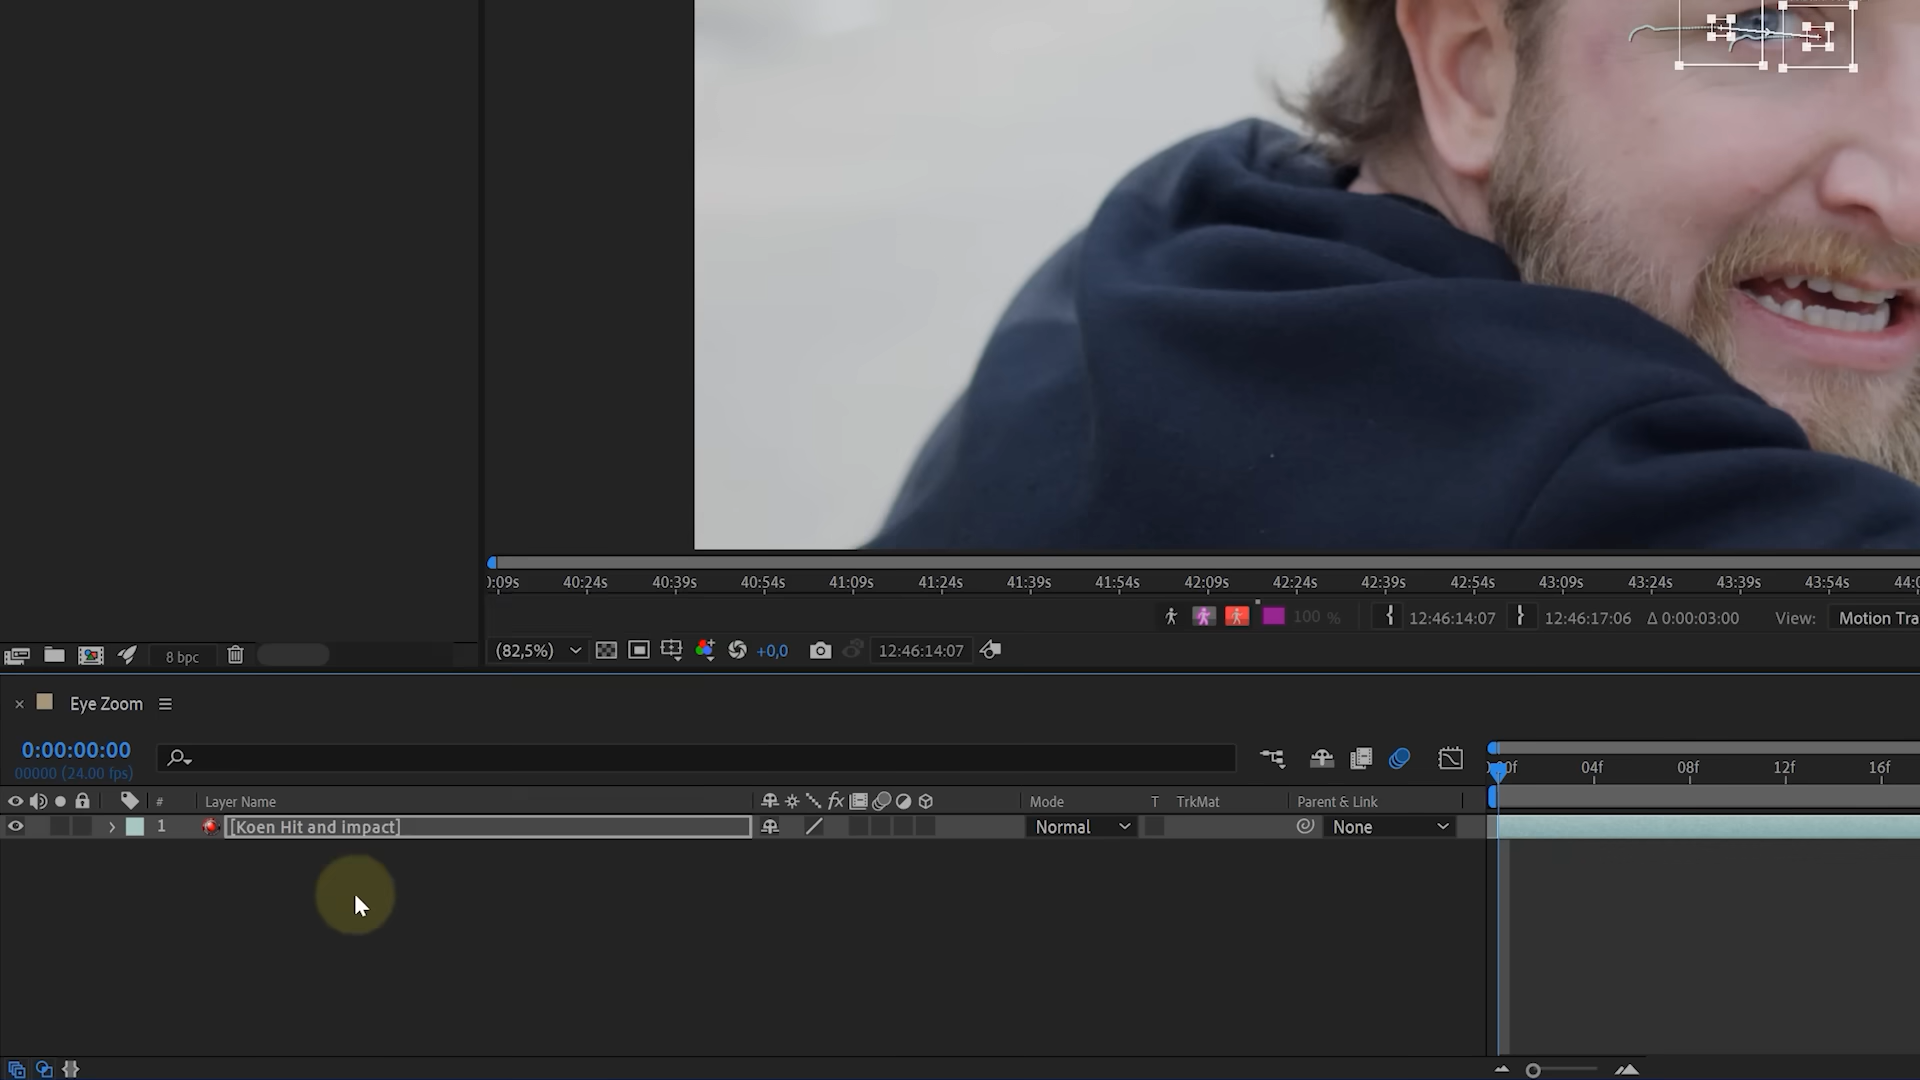 :09s 40:24s 40:39s 40:54s 41:09s 41:24s 41:39s 41:54s 42:09s 42:24s 42:39s 42:54s 43:09s 43:24s 43:39s 43:54s 44:0
100 % 12:46:14:07 12:46:17:06 Δ 0:00:03:00 View: Motion Tra
8 bpc (82,5%) +0,0 12:46:14:07
Eye Zoom
0:00:00:00
00000 (24.00 fps)
00f 04f 08f 12f 16f
# Layer Name fx Mode T TrkMat Parent & Link
1 [Koen Hit and impact] Normal None